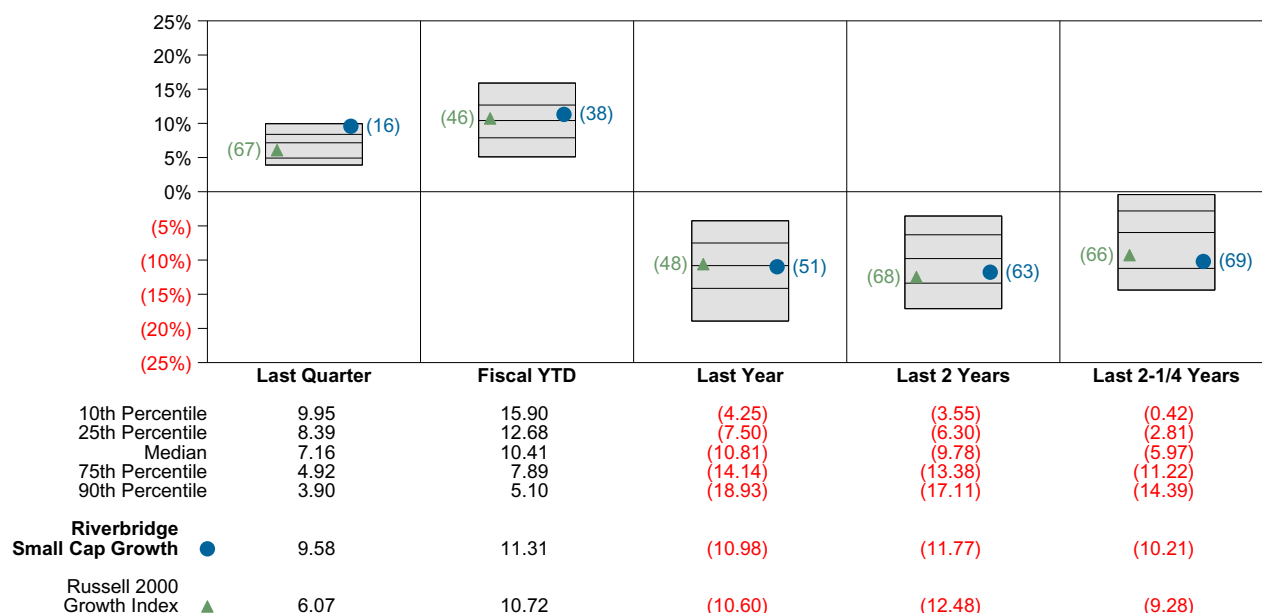 25%
20%
15%
10%
5%
0%
(5%)
(10%)
(15%)
(20%)
(25%)
(67) (16) (46) (38) (48) (51) (68) (63) (66) (69)
Last Quarter Fiscal YTD Last Year Last 2 Years Last 2-1/4 Years
10th Percentile 9.95 15.90 (4.25) (3.55) (0.42)
25th Percentile 8.39 12.68 (7.50) (6.30) (2.81)
Median 7.16 10.41 (10.81) (9.78) (5.97)
75th Percentile 4.92 7.89 (14.14) (13.38) (11.22)
90th Percentile 3.90 5.10 (18.93) (17.11) (14.39)
Riverbridge
Small Cap Growth 9.58 11.31 (10.98) (11.77) (10.21)
Russell 2000
Growth Index 6.07 10.72 (10.60) (12.48) (9.28)